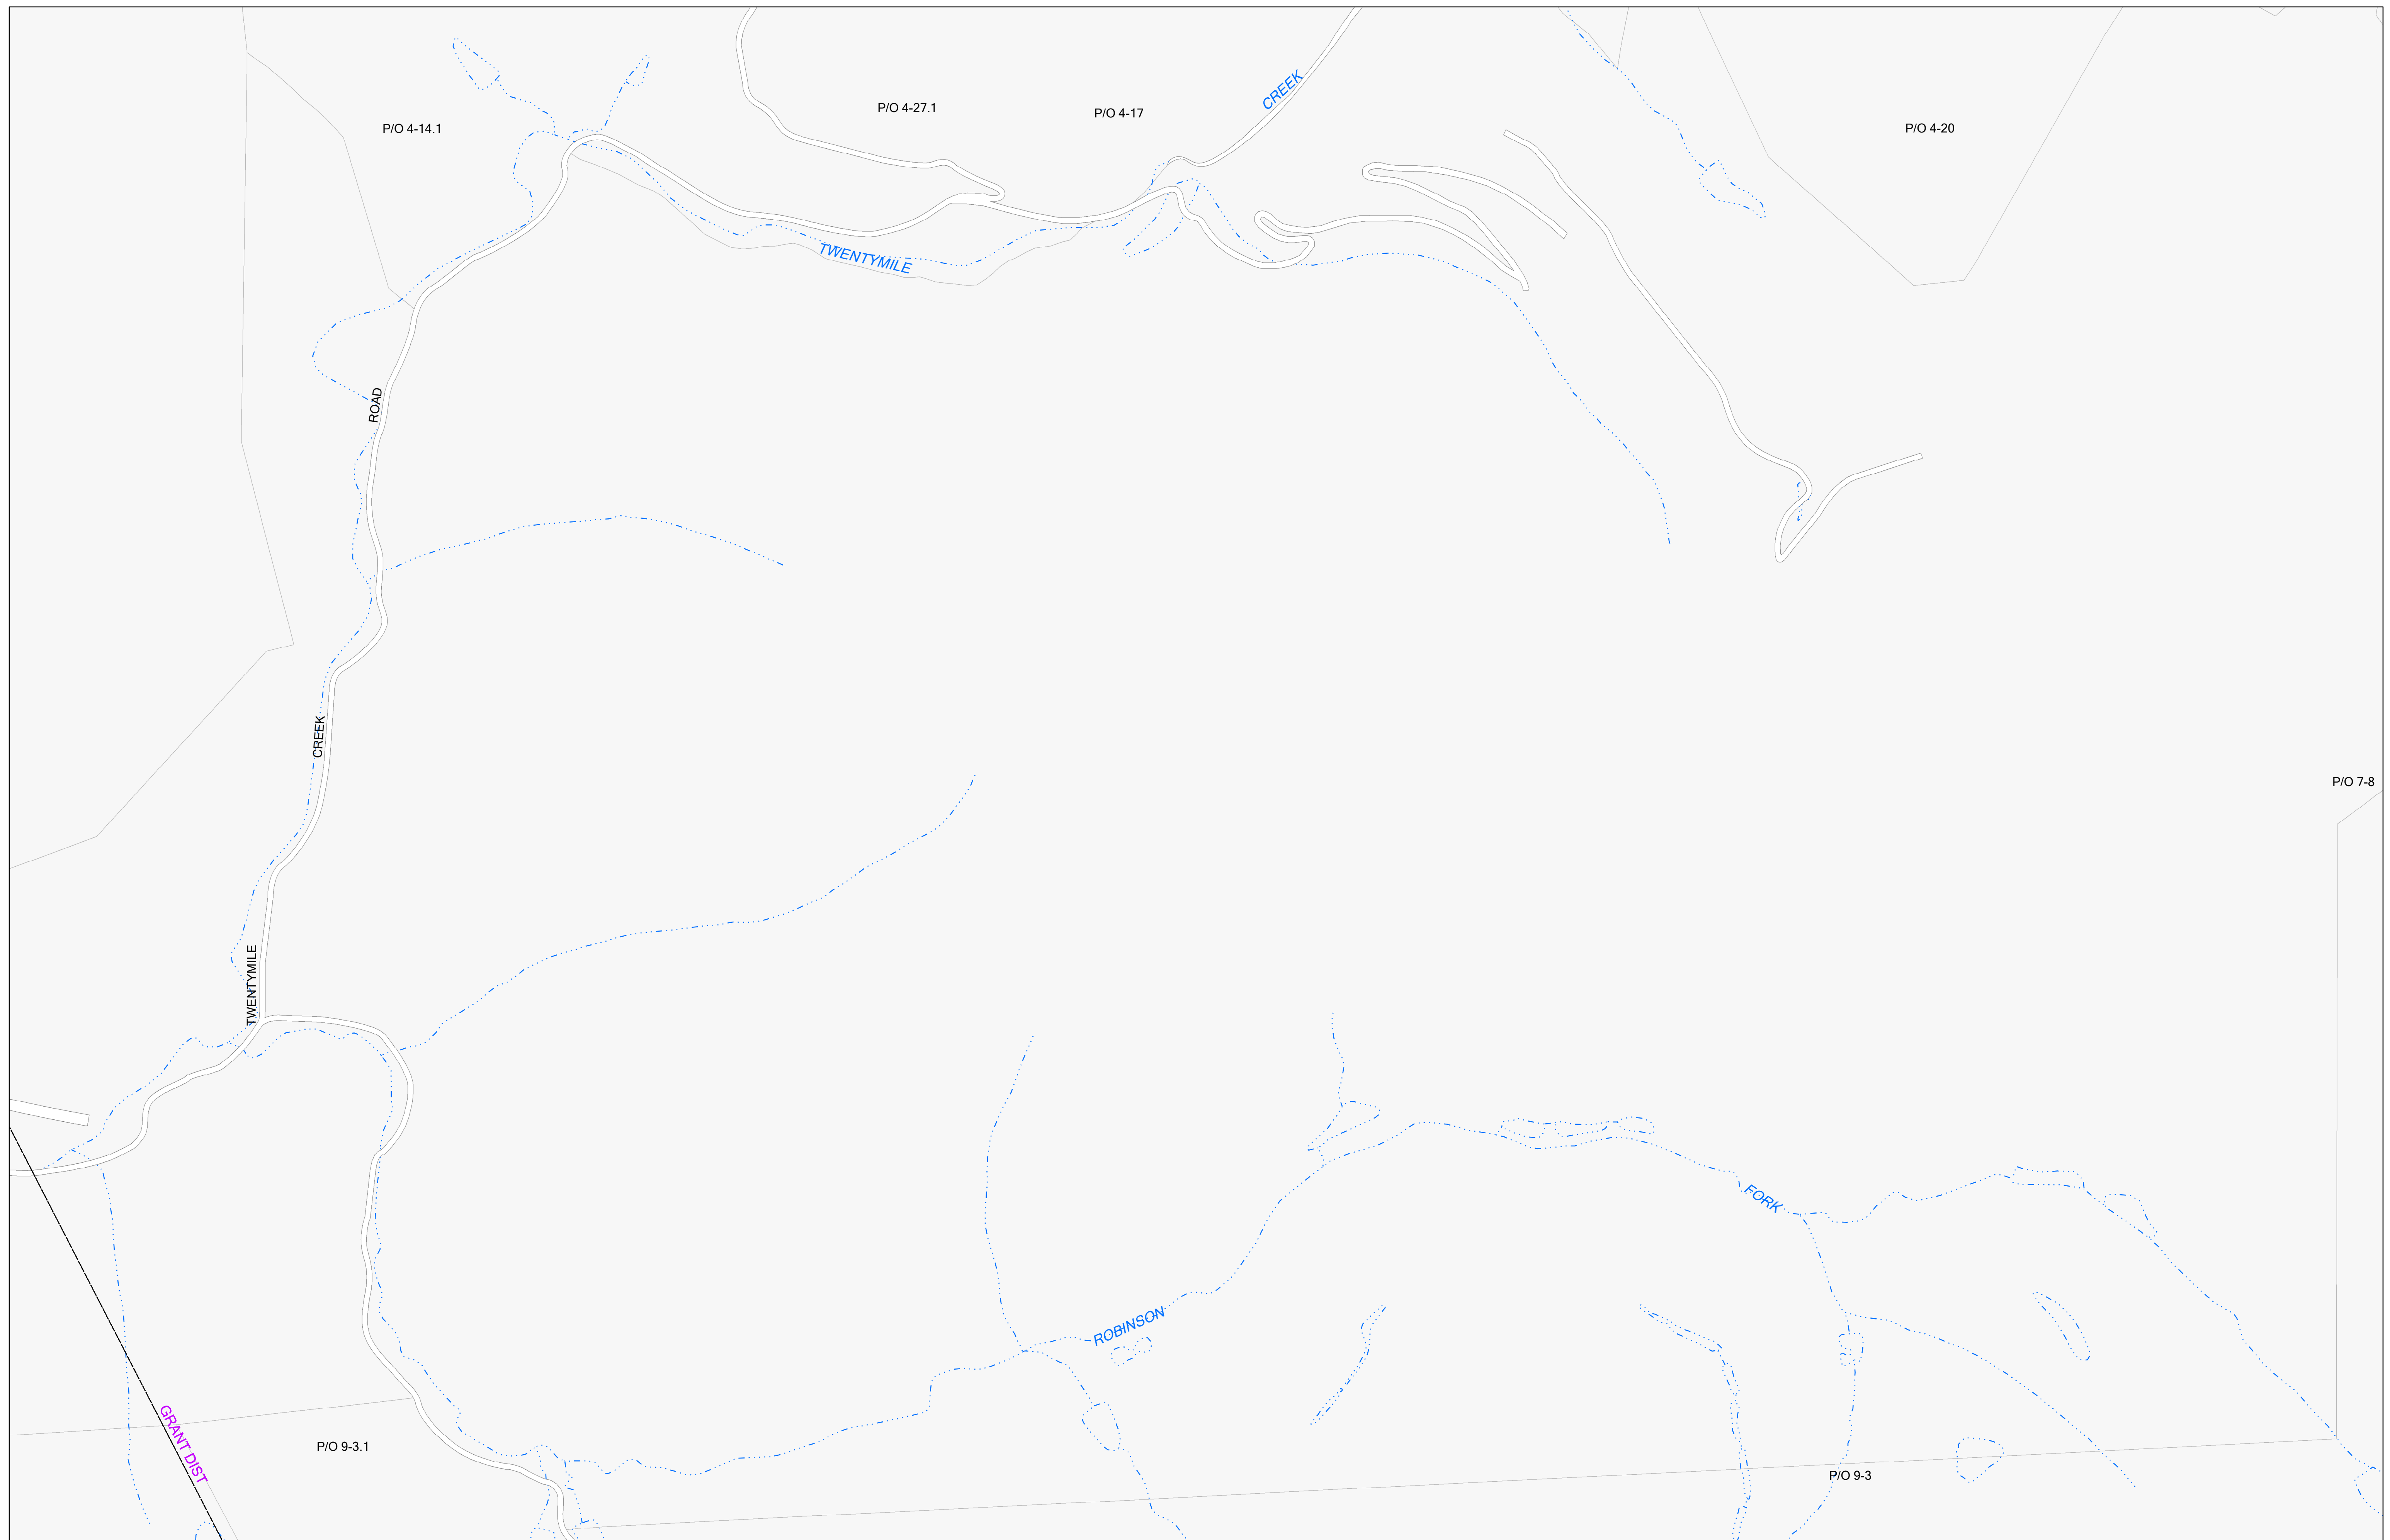 CREEK
P/O 4-27.1
P/O 4-17
P/O 4-14.1
P/O 4-20
TWENTYMILE
ROAD
CREEK
P/O 7-8
TWENTYMILE
FORK
ROBINSON
GRANT DIST
P/O 9-3.1
P/O 9-3